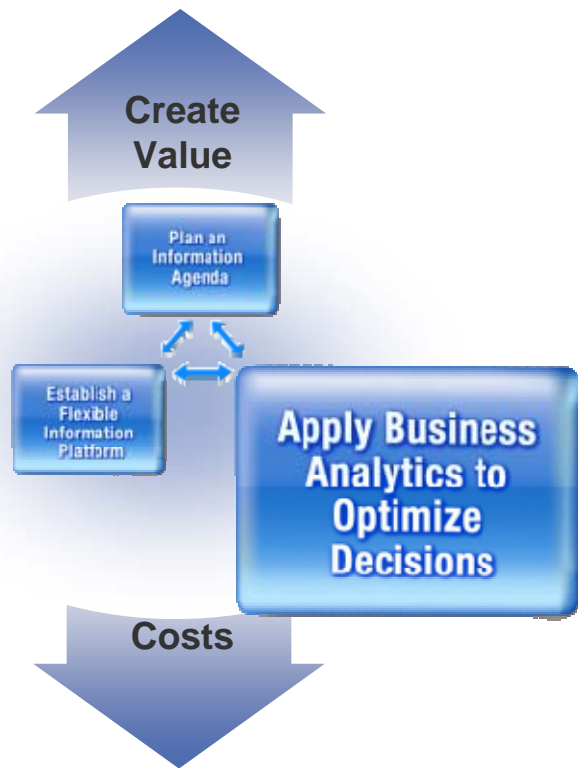 Create
Value
Plan an
Information
Agenda
Establish a
Flexible
Information
Platform
Apply Business
Analytics to
Optimize
Decisions
Costs